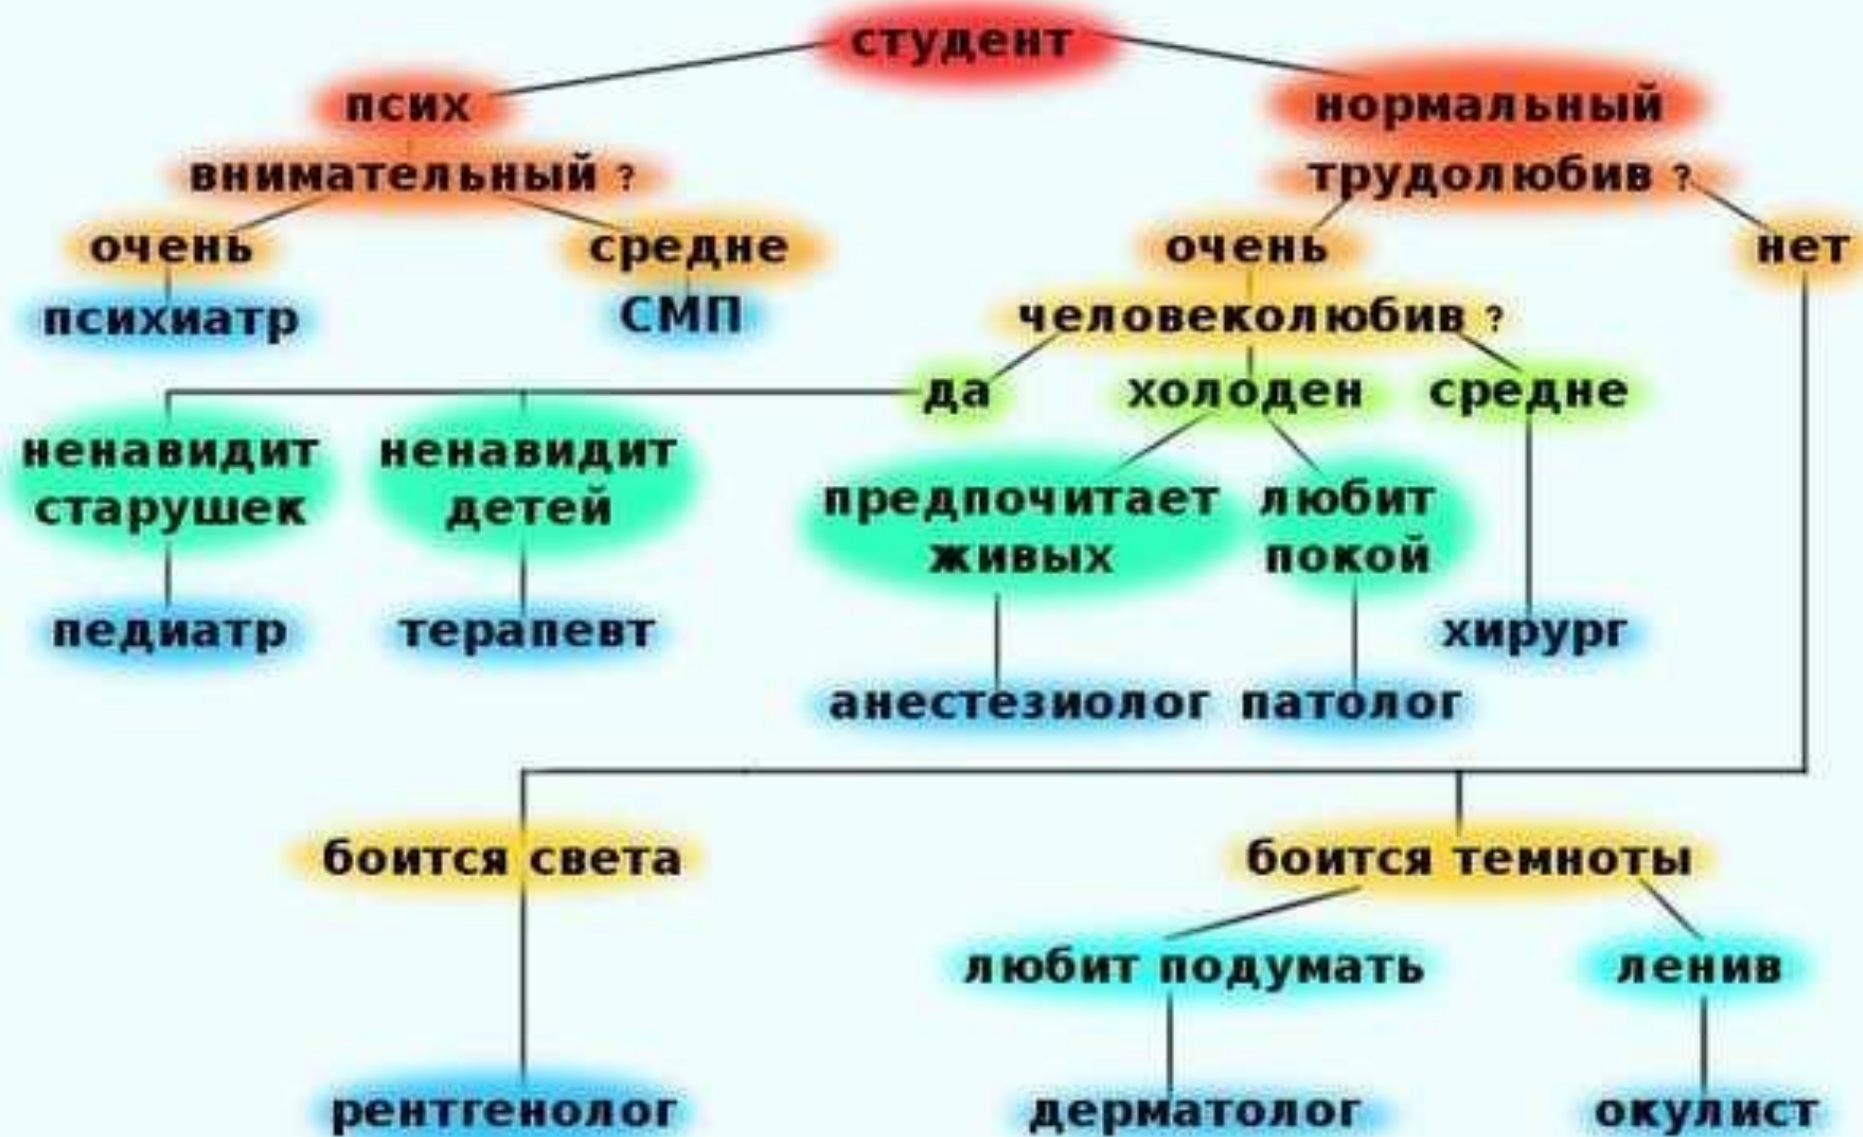 студент
псих
нормальный
внимательный ?
трудолюбив ?
очень
средне
очень
нет
психиатр
СМП
человеколюбив ?
да
холоден
средне
ненавидит
старушек
ненавидит
детей
предпочитает
живых
любит
покой
педиатр
терапевт
хирург
анестезиолог
патолог
боится света
боится темноты
любит подумать
ленив
рентгенолог
дерматолог
окулист